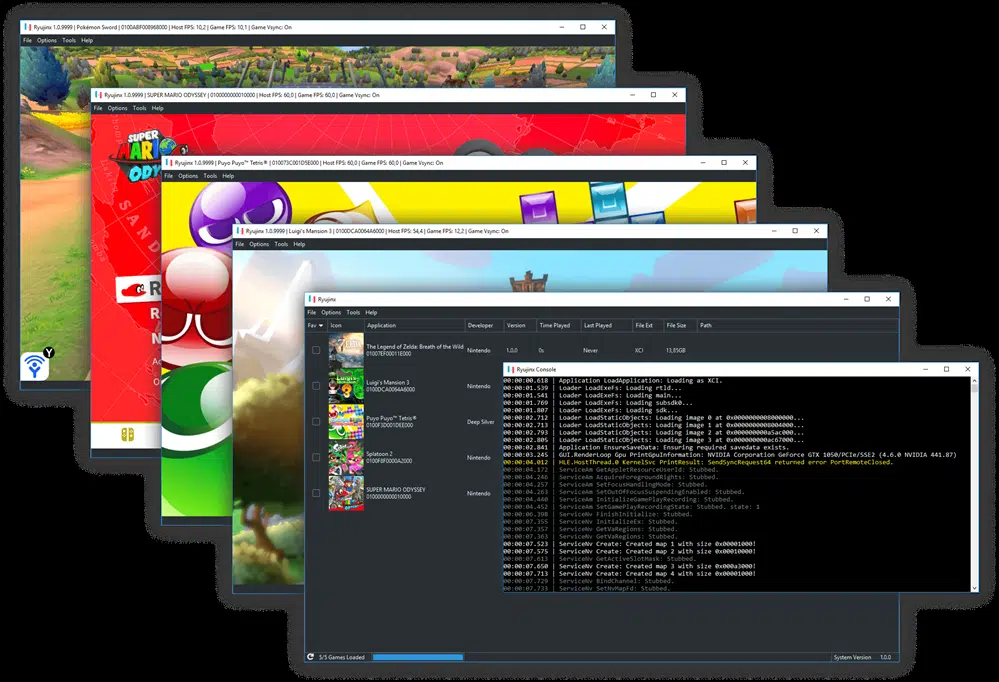 Ryujinx 1.0.9999 | Pokémon Sword | 0100ABF008968000 | Host FPS: 10,2 | Game FPS: 10,1 | Game Vsync: On
File Options Tools Help
Ryujinx 1.0.9999 | SUPER MARIO ODYSSEY | 0100000000010000 | Host FPS: 60,0 | Game FPS: 60,0 | Game Vsync: On
File Options Tools Help
SUPER
MARIO
ODY
SAND
Ryujinx 1.0.9999 | Puyo Puyo™ Tetris® | 010073C001D5E000 | Host FPS: 60,0 | Game FPS: 60,0 | Game Vsync: On
File Options Tools Help
Ryujinx 1.0.9999 | Luigi's Mansion 3 | 0100DCA0064A6000 | Host FPS: 54,4 | Game FPS: 12,2 | Game Vsync: On
File Options Tools Help
R
R
N
Y
Ryujinx
File Options Tools Help
Fav Icon Application Developer Version Time Played Last Played File Ext File Size Path
The Legend of Zelda: Breath of the Wild
01007EF00011E000
Nintendo 1.0.0 0s Never XCI 13,85GB
Luigi's Mansion 3
0100DCA0064A6000
Nintendo
Puyo Puyo™ Tetris®
0100F3D001DEE000
Deep Silver
Splatoon 2
0100F8F0000A2000
Nintendo
SUPER MARIO ODYSSEY
0100000000010000
Nintendo
5/5 Games Loaded
System Version 1.0.0
Ryujinx Console
00:00:00.618 | Application LoadApplication: Loading as XCI.
00:00:01.539 | Loader LoadExeFs: Loading rtld...
00:00:01.541 | Loader LoadExeFs: Loading main...
00:00:01.769 | Loader LoadExeFs: Loading subsdk0...
00:00:01.807 | Loader LoadExeFs: Loading sdk...
00:00:02.712 | Loader LoadStaticObjects: Loading image 0 at 0x0000000008000000...
00:00:02.713 | Loader LoadStaticObjects: Loading image 1 at 0x0000000008004000...
00:00:02.793 | Loader LoadStaticObjects: Loading image 2 at 0x000000000a5ac000...
00:00:02.805 | Loader LoadStaticObjects: Loading image 3 at 0x000000000ac67000...
00:00:02.841 | Application EnsureSaveData: Ensuring required savedata exists.
00:00:03.245 | GUI.RenderLoop Gpu PrintGpuInformation: NVIDIA Corporation GeForce GTX 1050/PCIe/SSE2 (4.6.0 NVIDIA 441.87)
00:00:04.012 | HLE.HostThread.0 KernelSvc PrintResult: SendSyncRequest64 returned error PortRemoteClosed.
00:00:04.172 | ServiceAm GetAppletResourceUserId: Stubbed.
00:00:04.246 | ServiceAm AcquireForegroundRights: Stubbed.
00:00:04.257 | ServiceAm SetFocusHandlingMode: Stubbed.
00:00:04.263 | ServiceAm SetOutOfFocusSuspendingEnabled: Stubbed.
00:00:04.440 | ServiceAm InitializeGamePlayRecording: Stubbed.
00:00:04.452 | ServiceAm SetGamePlayRecordingState: Stubbed. state: 1
00:00:06.398 | ServiceNv FinishInitialize: Stubbed.
00:00:07.355 | ServiceNv InitializeEx: Stubbed.
00:00:07.357 | ServiceNv GetVaRegions: Stubbed.
00:00:07.363 | ServiceNv GetVaRegions: Stubbed.
00:00:07.523 | ServiceNv Create: Created map 1 with size 0x00001000!
00:00:07.575 | ServiceNv Create: Created map 2 with size 0x00010000!
00:00:07.613 | ServiceNv GetActiveSlotMask: Stubbed.
00:00:07.650 | ServiceNv Create: Created map 3 with size 0x000a3000!
00:00:07.713 | ServiceNv Create: Created map 4 with size 0x00001000!
00:00:07.729 | ServiceNv BindChannel: Stubbed.
00:00:07.733 | ServiceNv SetNvMapFd: Stubbed.